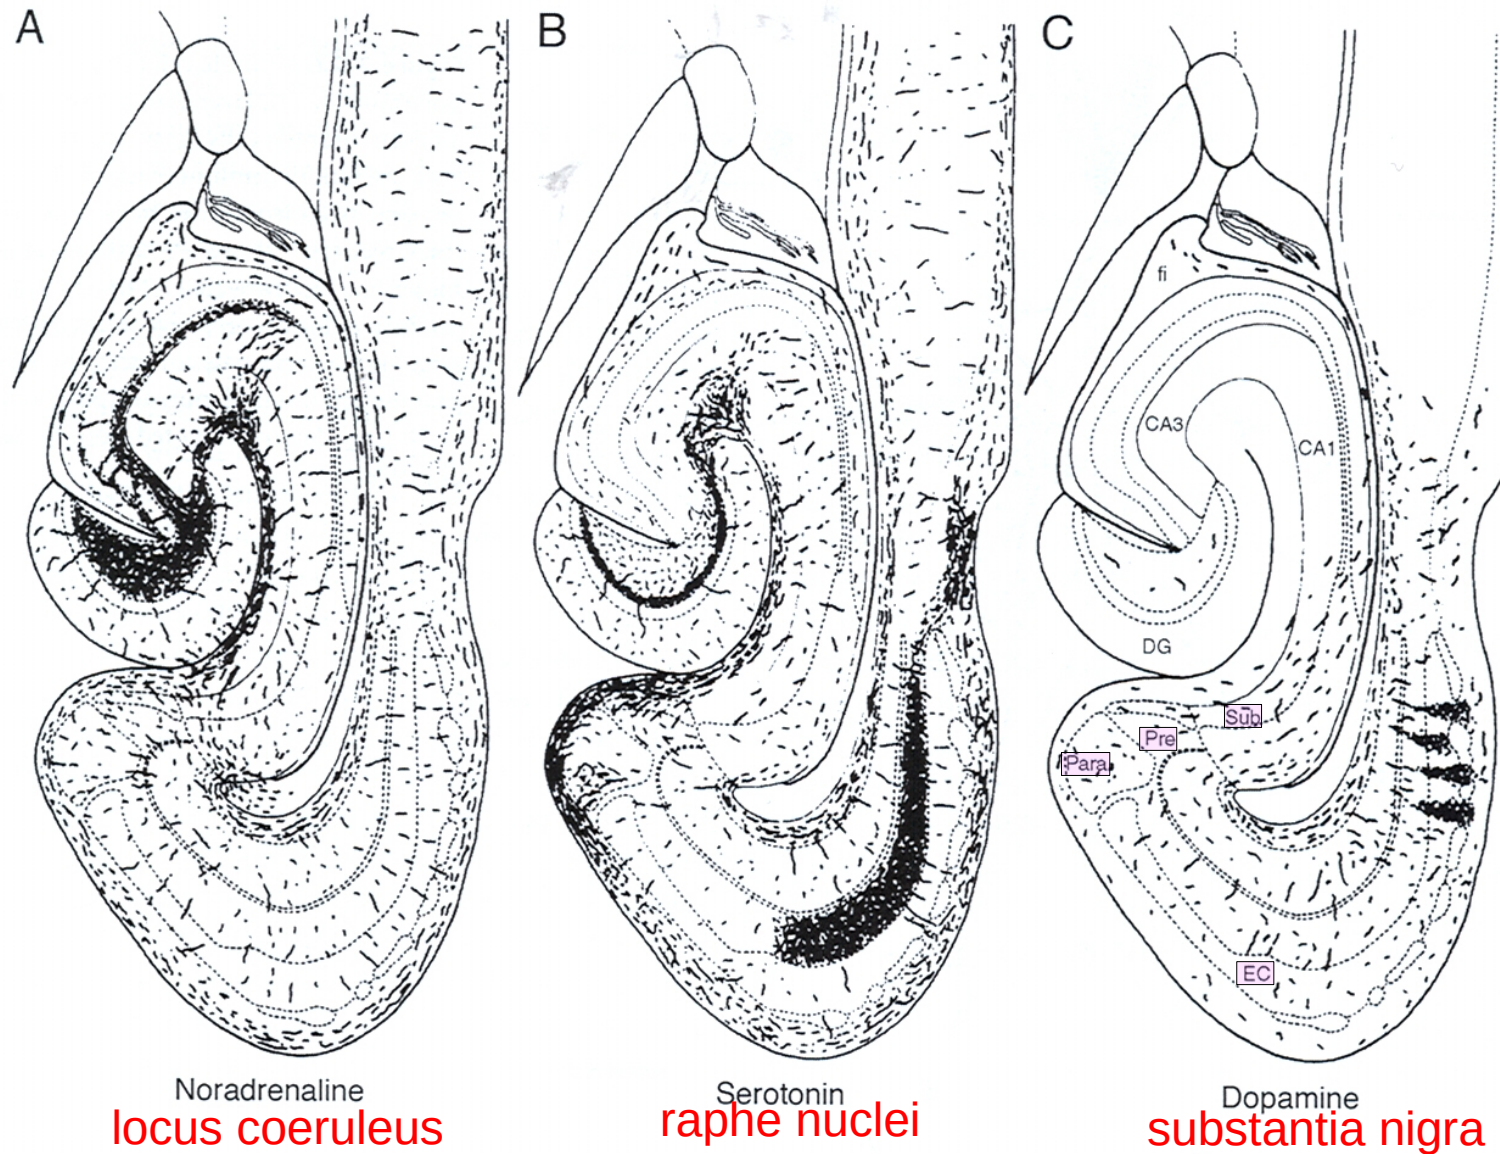 A
B
C
fi
CA3
CA1
DG
Sub
Pre
Para
EC
Noradrenaline
locus coeruleus
Serotonin
raphe nuclei
Dopamine
substantia nigra